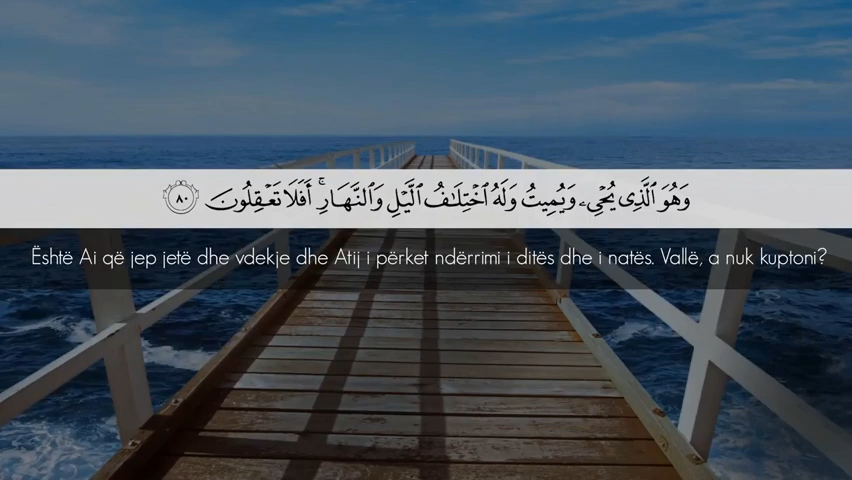 وَهُوَ ٱلَّذِى يُحْىِۦ وَيُمِيتُ وَلَهُ ٱخْتِلَـٰفُ ٱلَّيْلِ وَٱلنَّهَارِ ۚ أَفَلَا تَعْقِلُونَ ٨٠
Është Ai që jep jetë dhe vdekje dhe Atij i përket ndërrimi i ditës dhe i natës. Vallë, a nuk kuptoni?